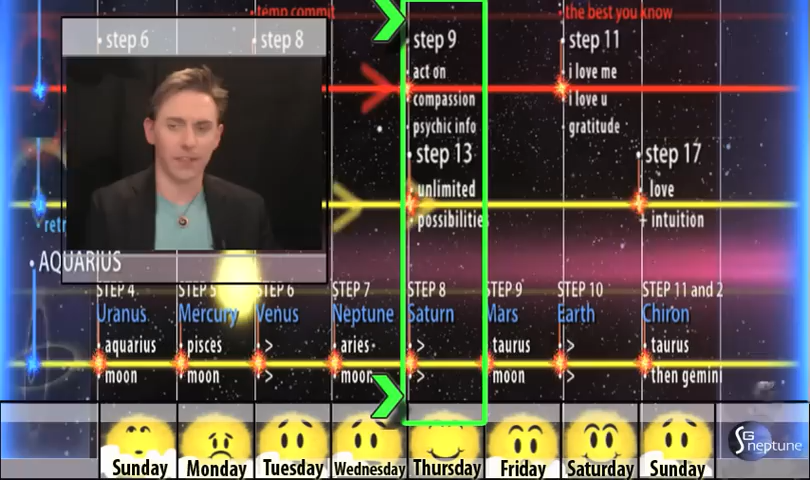 temp commit
the best you know
step 6
step 8
step 9
step 11
act on
compassion
psychic info
i love me
i love u
gratitude
step 13
step 17
unlimited
possibilities
love
+ intuition
retr
AQUARIUS
STEP 4
STEP 5
STEP 6
STEP 7
STEP 8
STEP 9
STEP 10
STEP 11 and 2
Uranus
Mercury
Venus
Neptune
Saturn
Mars
Earth
Chiron
aquarius
pisces
>
aries
>
taurus
>
taurus
moon
moon
>
moon
>
moon
>
then gemini
Sunday
Monday
Tuesday
Wednesday
Thursday
Friday
Saturday
Sunday
SG neptune